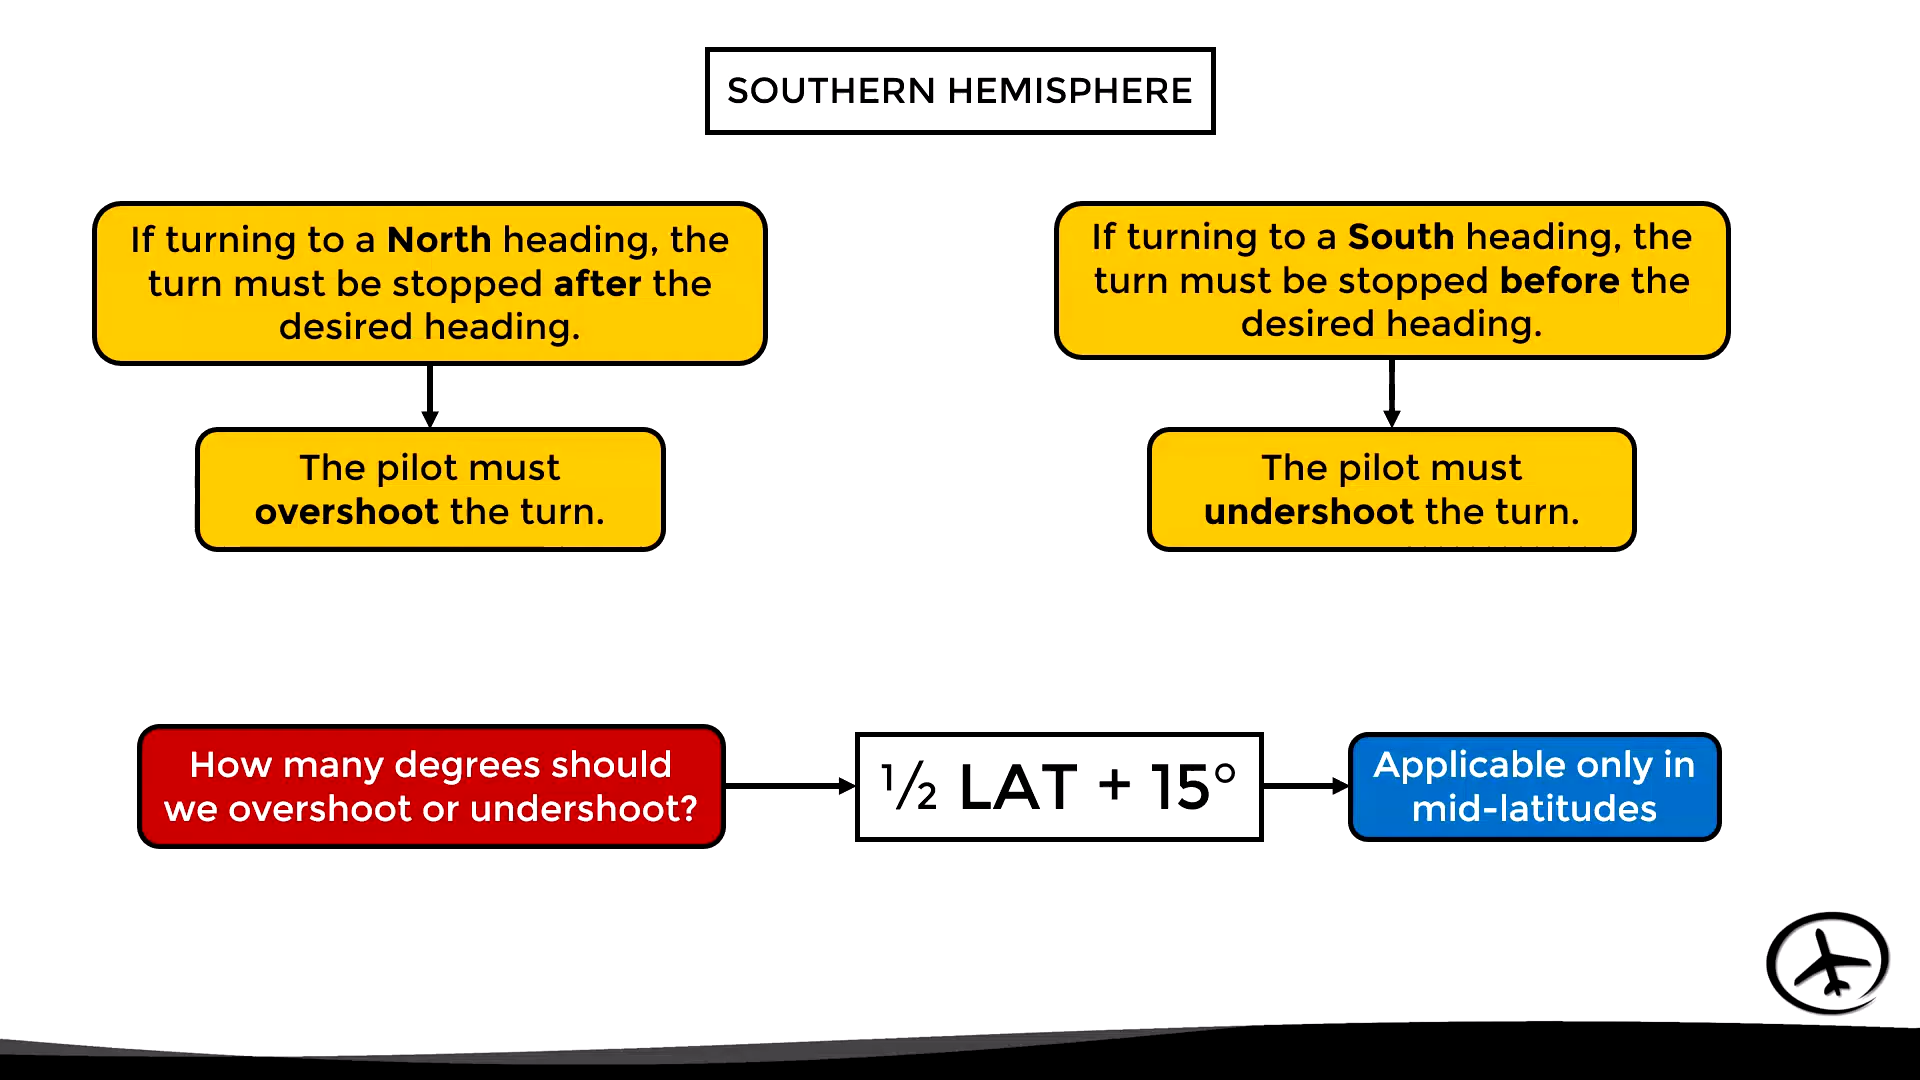 SOUTHERN HEMISPHERE
If turning to a North heading, the
turn must be stopped after the
desired heading.
The pilot must
overshoot the turn.
If turning to a South heading, the
turn must be stopped before the
desired heading.
The pilot must
undershoot the turn.
How many degrees should
we overshoot or undershoot?
½ LAT + 15°
Applicable only in
mid-latitudes